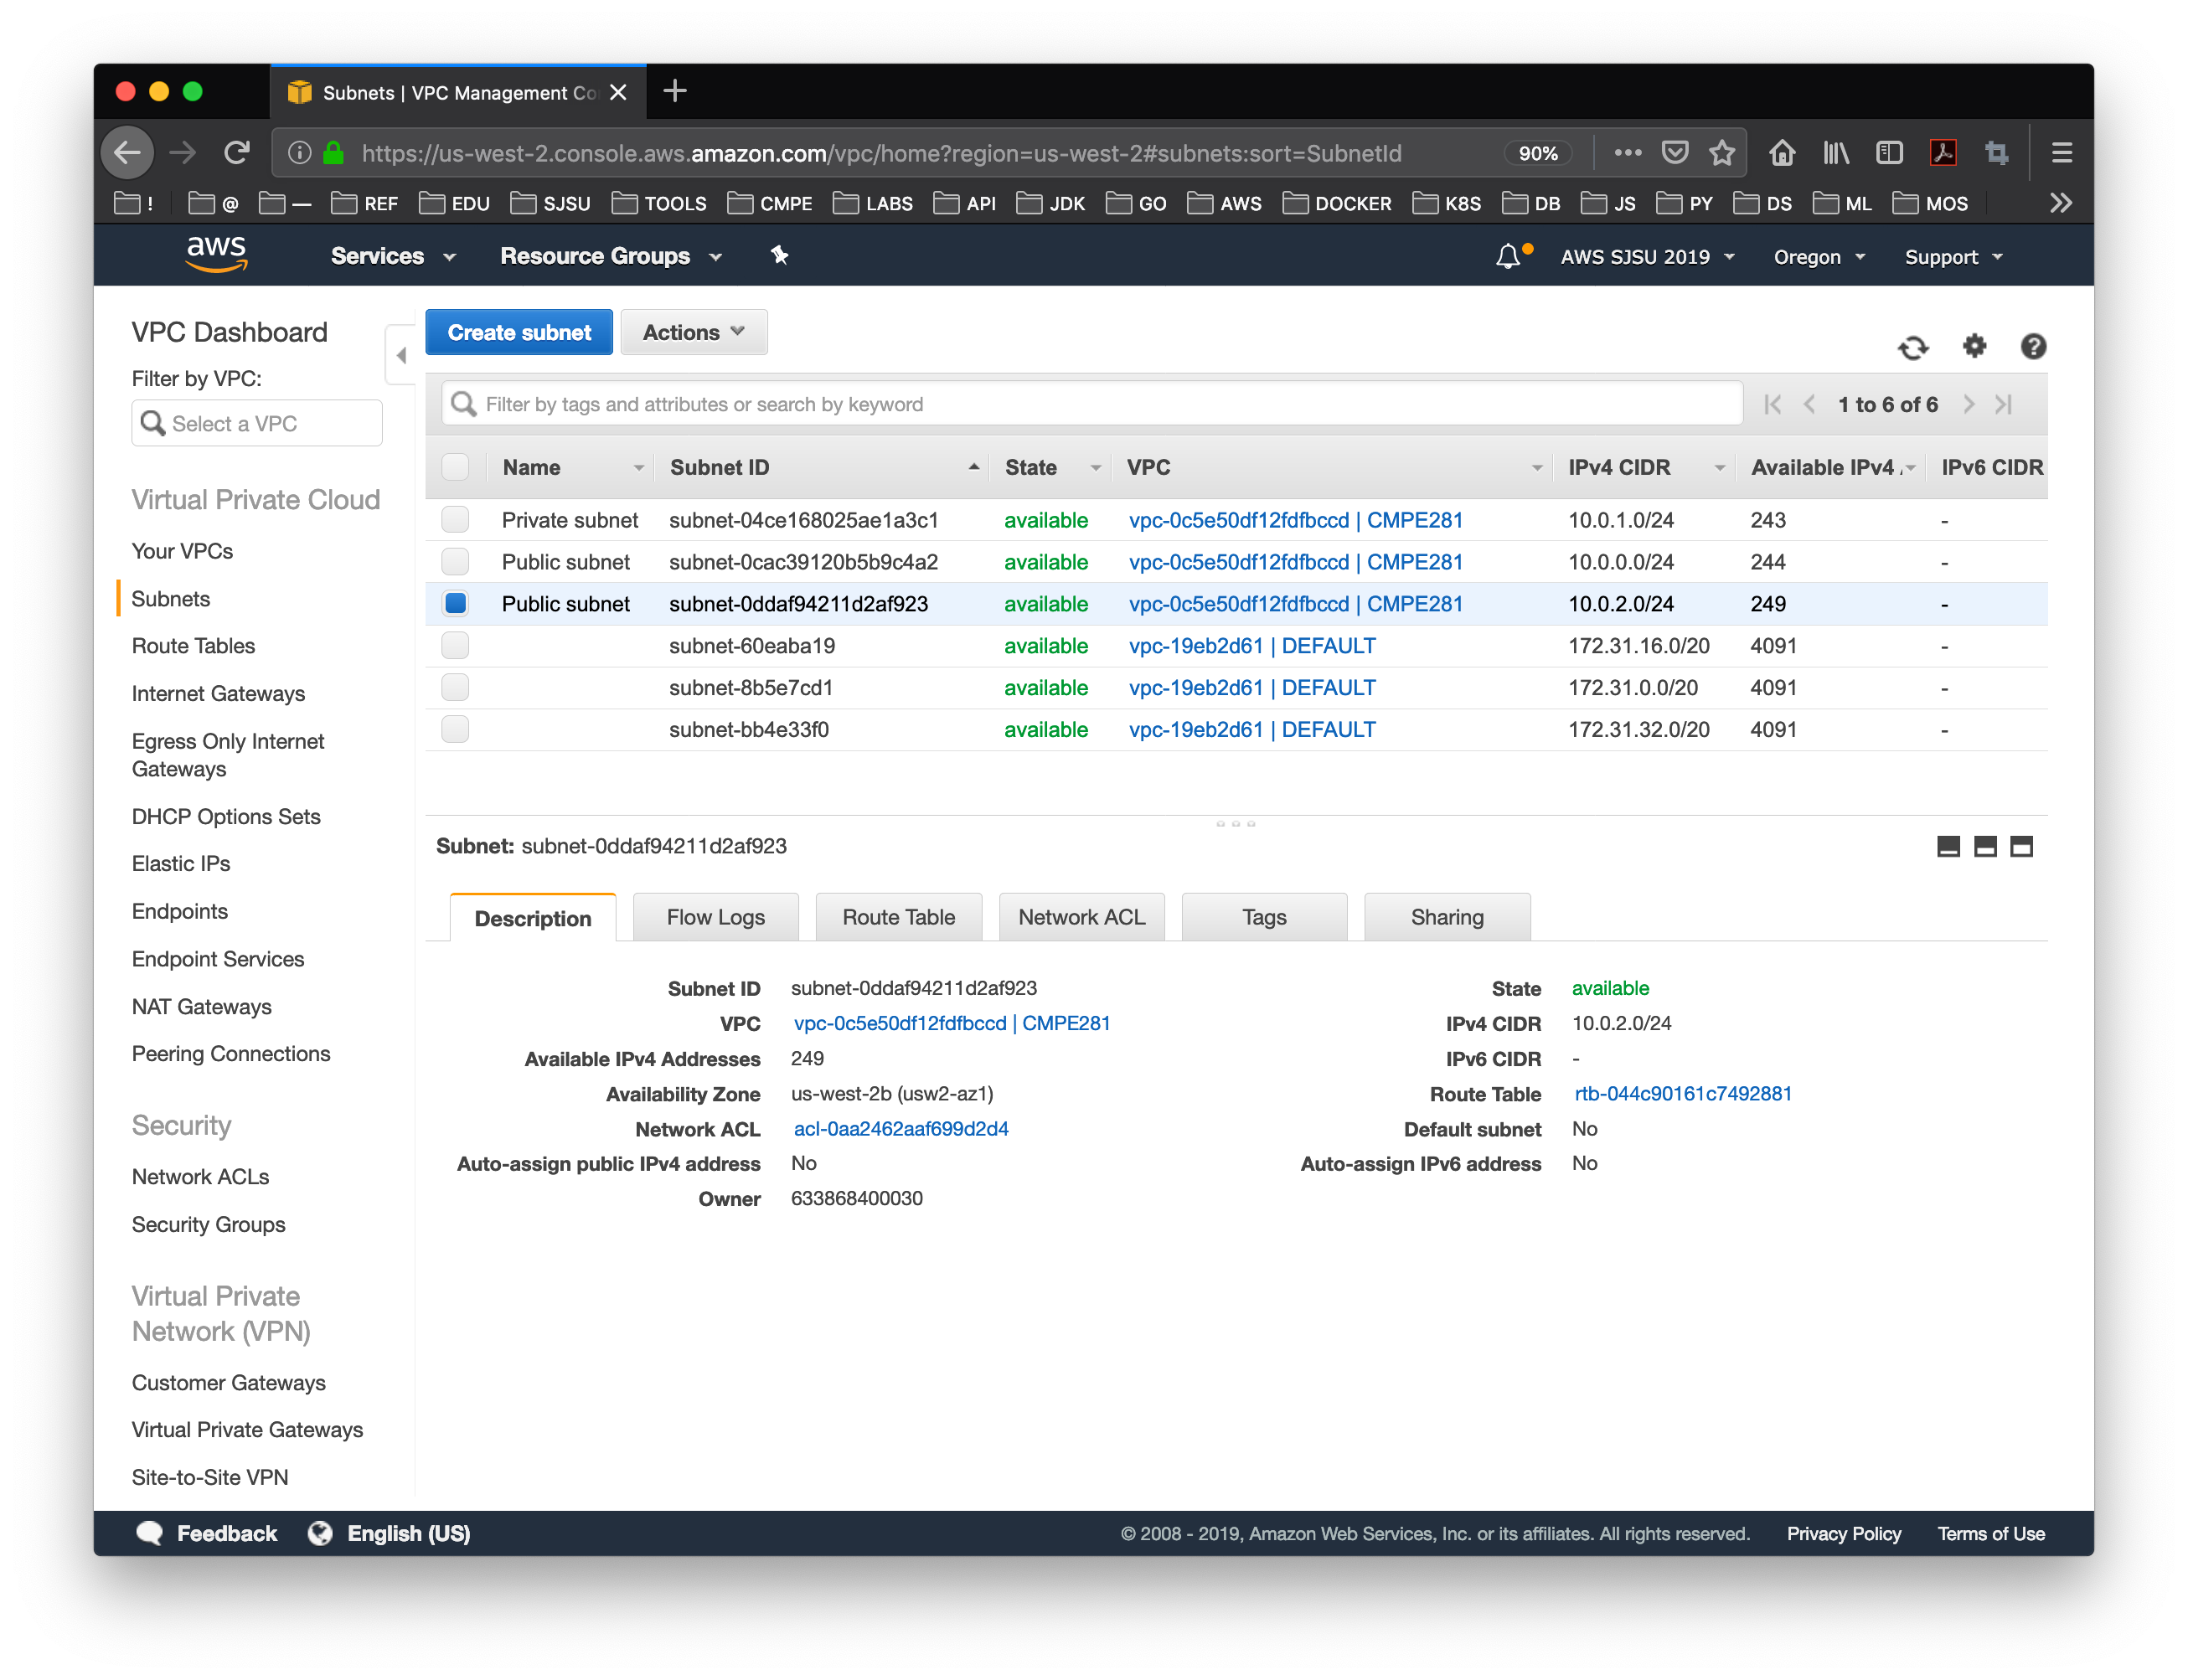 Subnets | VPC Management Co
https://us-west-2.console.aws.amazon.com/vpc/home?region=us-west-2#subnets:sort=SubnetId 90%
! @ — REF EDU SJSU TOOLS CMPE LABS API JDK GO AWS DOCKER K8S DB JS PY DS ML MOS
aws Services Resource Groups AWS SJSU 2019 Oregon Support
VPC Dashboard
Filter by VPC:
Select a VPC
Virtual Private Cloud
Your VPCs
Subnets
Route Tables
Internet Gateways
Egress Only Internet
Gateways
DHCP Options Sets
Elastic IPs
Endpoints
Endpoint Services
NAT Gateways
Peering Connections
Security
Network ACLs
Security Groups
Virtual Private
Network (VPN)
Customer Gateways
Virtual Private Gateways
Site-to-Site VPN
Create subnet Actions
Filter by tags and attributes or search by keyword 1 to 6 of 6
Name Subnet ID State VPC IPv4 CIDR Available IPv4 IPv6 CIDR
Private subnet subnet-04ce168025ae1a3c1 available vpc-0c5e50df12fdfbccd | CMPE281 10.0.1.0/24 243 -
Public subnet subnet-0cac39120b5b9c4a2 available vpc-0c5e50df12fdfbccd | CMPE281 10.0.0.0/24 244 -
Public subnet subnet-0ddaf94211d2af923 available vpc-0c5e50df12fdfbccd | CMPE281 10.0.2.0/24 249 -
subnet-60eaba19 available vpc-19eb2d61 | DEFAULT 172.31.16.0/20 4091 -
subnet-8b5e7cd1 available vpc-19eb2d61 | DEFAULT 172.31.0.0/20 4091 -
subnet-bb4e33f0 available vpc-19eb2d61 | DEFAULT 172.31.32.0/20 4091 -
Subnet: subnet-0ddaf94211d2af923
Description Flow Logs Route Table Network ACL Tags Sharing
Subnet ID subnet-0ddaf94211d2af923 State available
VPC vpc-0c5e50df12fdfbccd | CMPE281 IPv4 CIDR 10.0.2.0/24
Available IPv4 Addresses 249 IPv6 CIDR -
Availability Zone us-west-2b (usw2-az1) Route Table rtb-044c90161c7492881
Network ACL acl-0aa2462aaf699d2d4 Default subnet No
Auto-assign public IPv4 address No Auto-assign IPv6 address No
Owner 633868400030
Feedback English (US) © 2008 - 2019, Amazon Web Services, Inc. or its affiliates. All rights reserved. Privacy Policy Terms of Use